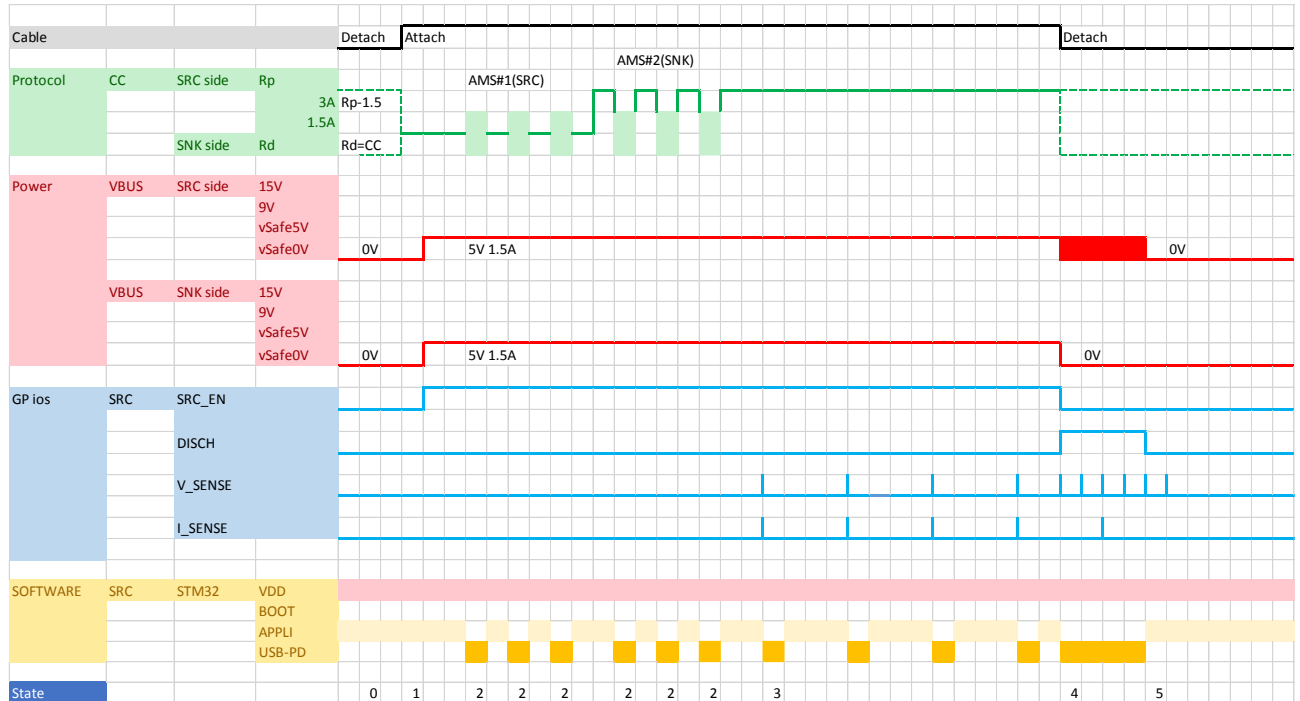 Cable Detach Attach Detach
AMS#2(SNK)
Protocol CC SRC side Rp AMS#1(SRC)
3A Rp-1.5
1.5A
SNK side Rd Rd=CC
Power VBUS SRC side 15V
9V
vSafe5V
vSafe0V 0V 5V 1.5A 0V
VBUS SNK side 15V
9V
vSafe5V
vSafe0V 0V 5V 1.5A 0V
GP ios SRC SRC_EN
DISCH
V_SENSE
I_SENSE
SOFTWARE SRC STM32 VDD
BOOT
APPLI
USB-PD
State 0 1 2 2 2 2 2 2 3 4 5